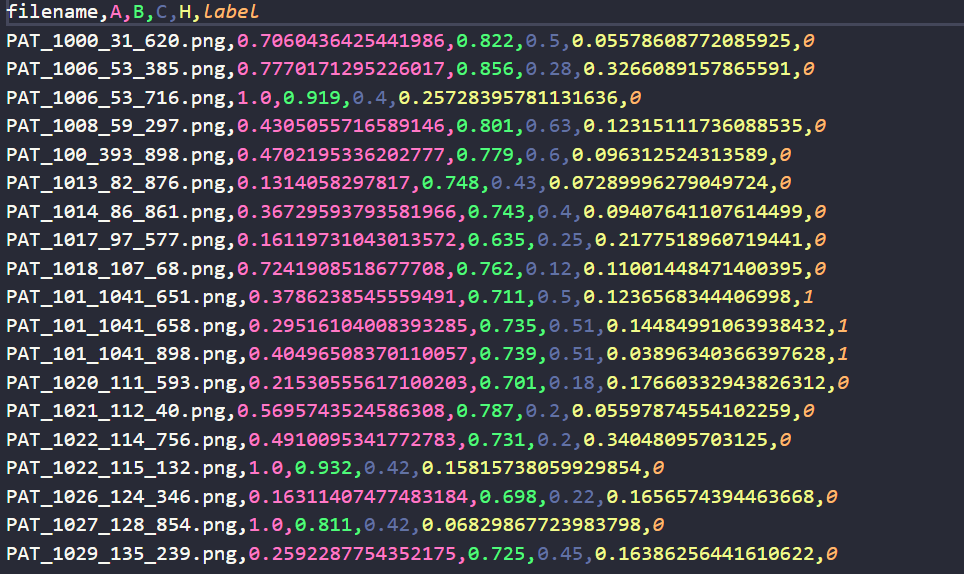 filename,A,B,C,H,label
PAT_1000_31_620.png,0.7060436425441986,0.822,0.5,0.05578608772085925,0
PAT_1006_53_385.png,0.7770171295226017,0.856,0.28,0.3266089157865591,0
PAT_1006_53_716.png,1.0,0.919,0.4,0.25728395781131636,0
PAT_1008_59_297.png,0.4305055716589146,0.801,0.63,0.12315111736088535,0
PAT_100_393_898.png,0.4702195336202777,0.779,0.6,0.096312524313589,0
PAT_1013_82_876.png,0.1314058297817,0.748,0.43,0.07289996279049724,0
PAT_1014_86_861.png,0.36729593793581966,0.743,0.4,0.09407641107614499,0
PAT_1017_97_577.png,0.16119731043013572,0.635,0.25,0.2177518960719441,0
PAT_1018_107_68.png,0.7241908518677708,0.762,0.12,0.11001448471400395,0
PAT_101_1041_651.png,0.3786238545559491,0.711,0.5,0.1236568344406998,1
PAT_101_1041_658.png,0.29516104008393285,0.735,0.51,0.14484991063938432,1
PAT_101_1041_898.png,0.40496508370110057,0.739,0.51,0.03896340366397628,1
PAT_1020_111_593.png,0.21530555617100203,0.701,0.18,0.17660332943826312,0
PAT_1021_112_40.png,0.5695743524586308,0.787,0.2,0.05597874554102259,0
PAT_1022_114_756.png,0.4910095341772783,0.731,0.2,0.34048095703125,0
PAT_1022_115_132.png,1.0,0.932,0.42,0.15815738059929854,0
PAT_1026_124_346.png,0.16311407477483184,0.698,0.22,0.1656574394463668,0
PAT_1027_128_854.png,1.0,0.811,0.42,0.06829867723983798,0
PAT_1029_135_239.png,0.2592287754352175,0.725,0.45,0.16386256441610622,0